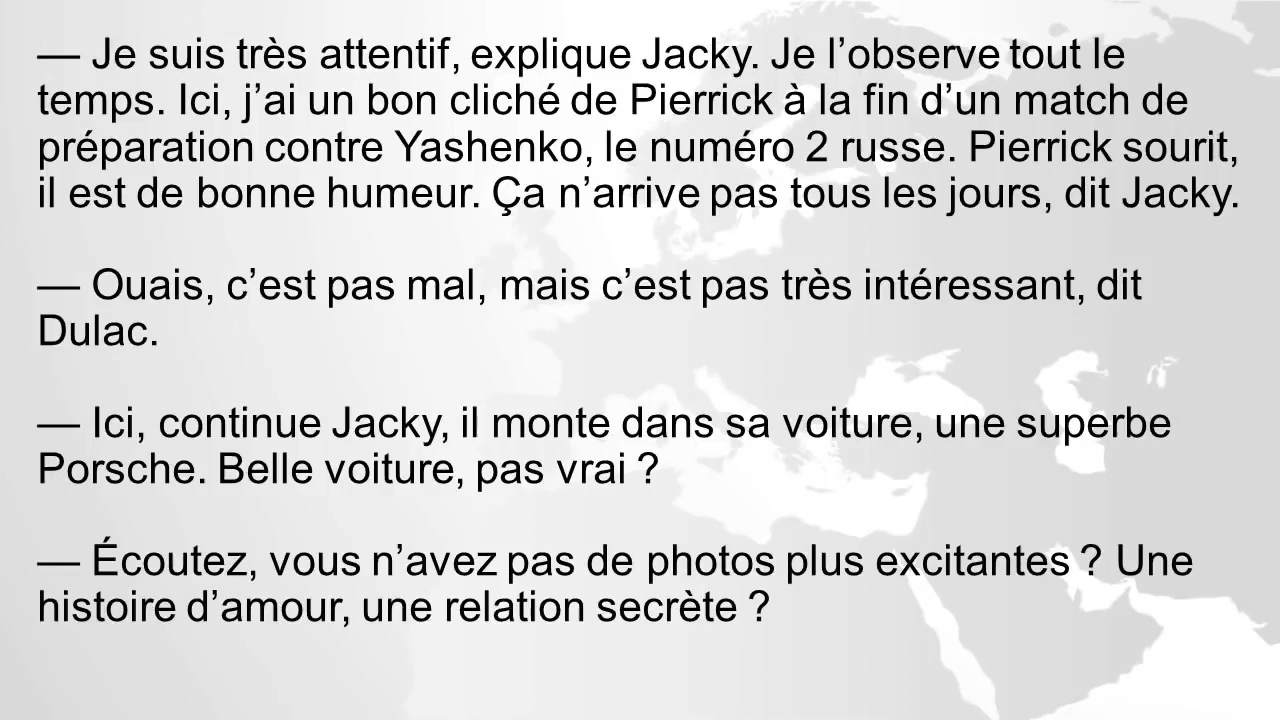 — Je suis très attentif, explique Jacky. Je l’observe tout le
temps. Ici, j’ai un bon cliché de Pierrick à la fin d’un match de
préparation contre Yashenko, le numéro 2 russe. Pierrick sourit,
il est de bonne humeur. Ça n’arrive pas tous les jours, dit Jacky.
— Ouais, c’est pas mal, mais c’est pas très intéressant, dit
Dulac.
— Ici, continue Jacky, il monte dans sa voiture, une superbe
Porsche. Belle voiture, pas vrai ?
— Écoutez, vous n’avez pas de photos plus excitantes ? Une
histoire d’amour, une relation secrète ?